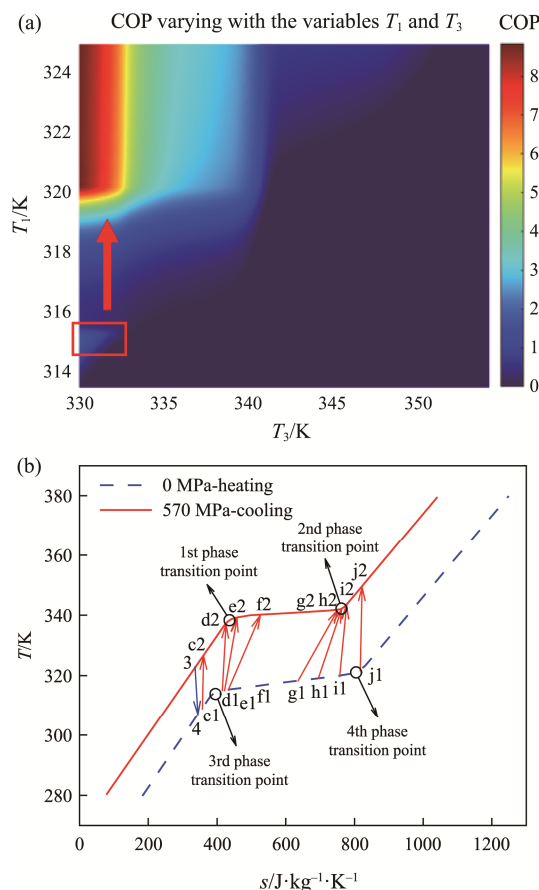 (a)
COP varying with the variables T₁ and T₃
COP
324
322
320
318
316
314
T₁/K
330
335
340
345
350
T₃/K
8
7
6
5
4
3
2
1
0
(b)
0 MPa-heating
570 MPa-cooling
1st phase
transition point
2nd phase
transition point
3rd phase
transition point
4th phase
transition point
d2
e2
f2
g2
h2
i2
j2
c2
3
4
c1
d1
e1
f1
g1
h1
i1
j1
380
360
340
320
300
280
T/K
0
200
400
600
800
1000
1200
s/J·kg⁻¹·K⁻¹